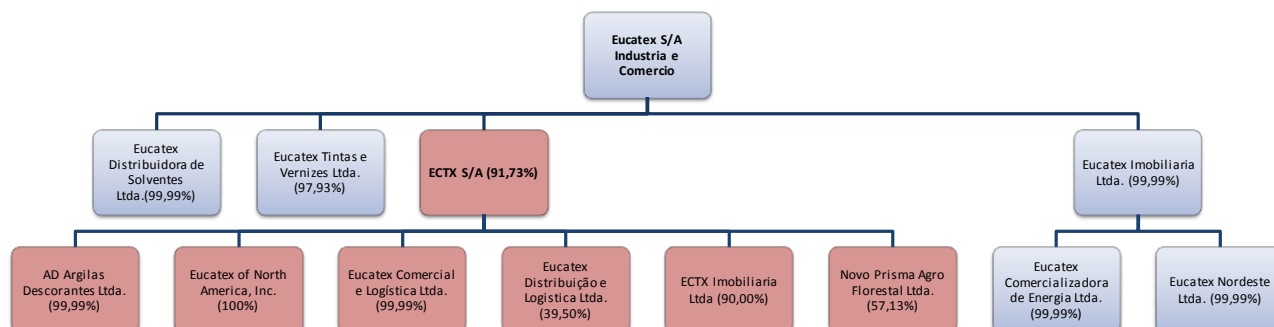 Eucatex S/A
Industria e
Comercio
Eucatex
Distribuidora de
Solventes
Ltda.(99,99%)
Eucatex Tintas e
Vernizes Ltda.
(97,93%)
ECTX S/A (91,73%)
Eucatex Imobiliaria
Ltda. (99,99%)
AD Argilas
Descorantes Ltda.
(99,99%)
Eucatex of North
America, Inc.
(100%)
Eucatex Comercial
e Logística Ltda.
(99,99%)
Eucatex
Distribuição e
Logistica Ltda.
(39,50%)
ECTX Imobiliaria
Ltda (90,00%)
Novo Prisma Agro
Florestal Ltda.
(57,13%)
Eucatex
Comercializadora
de Energia Ltda.
(99,99%)
Eucatex Nordeste
Ltda. (99,99%)